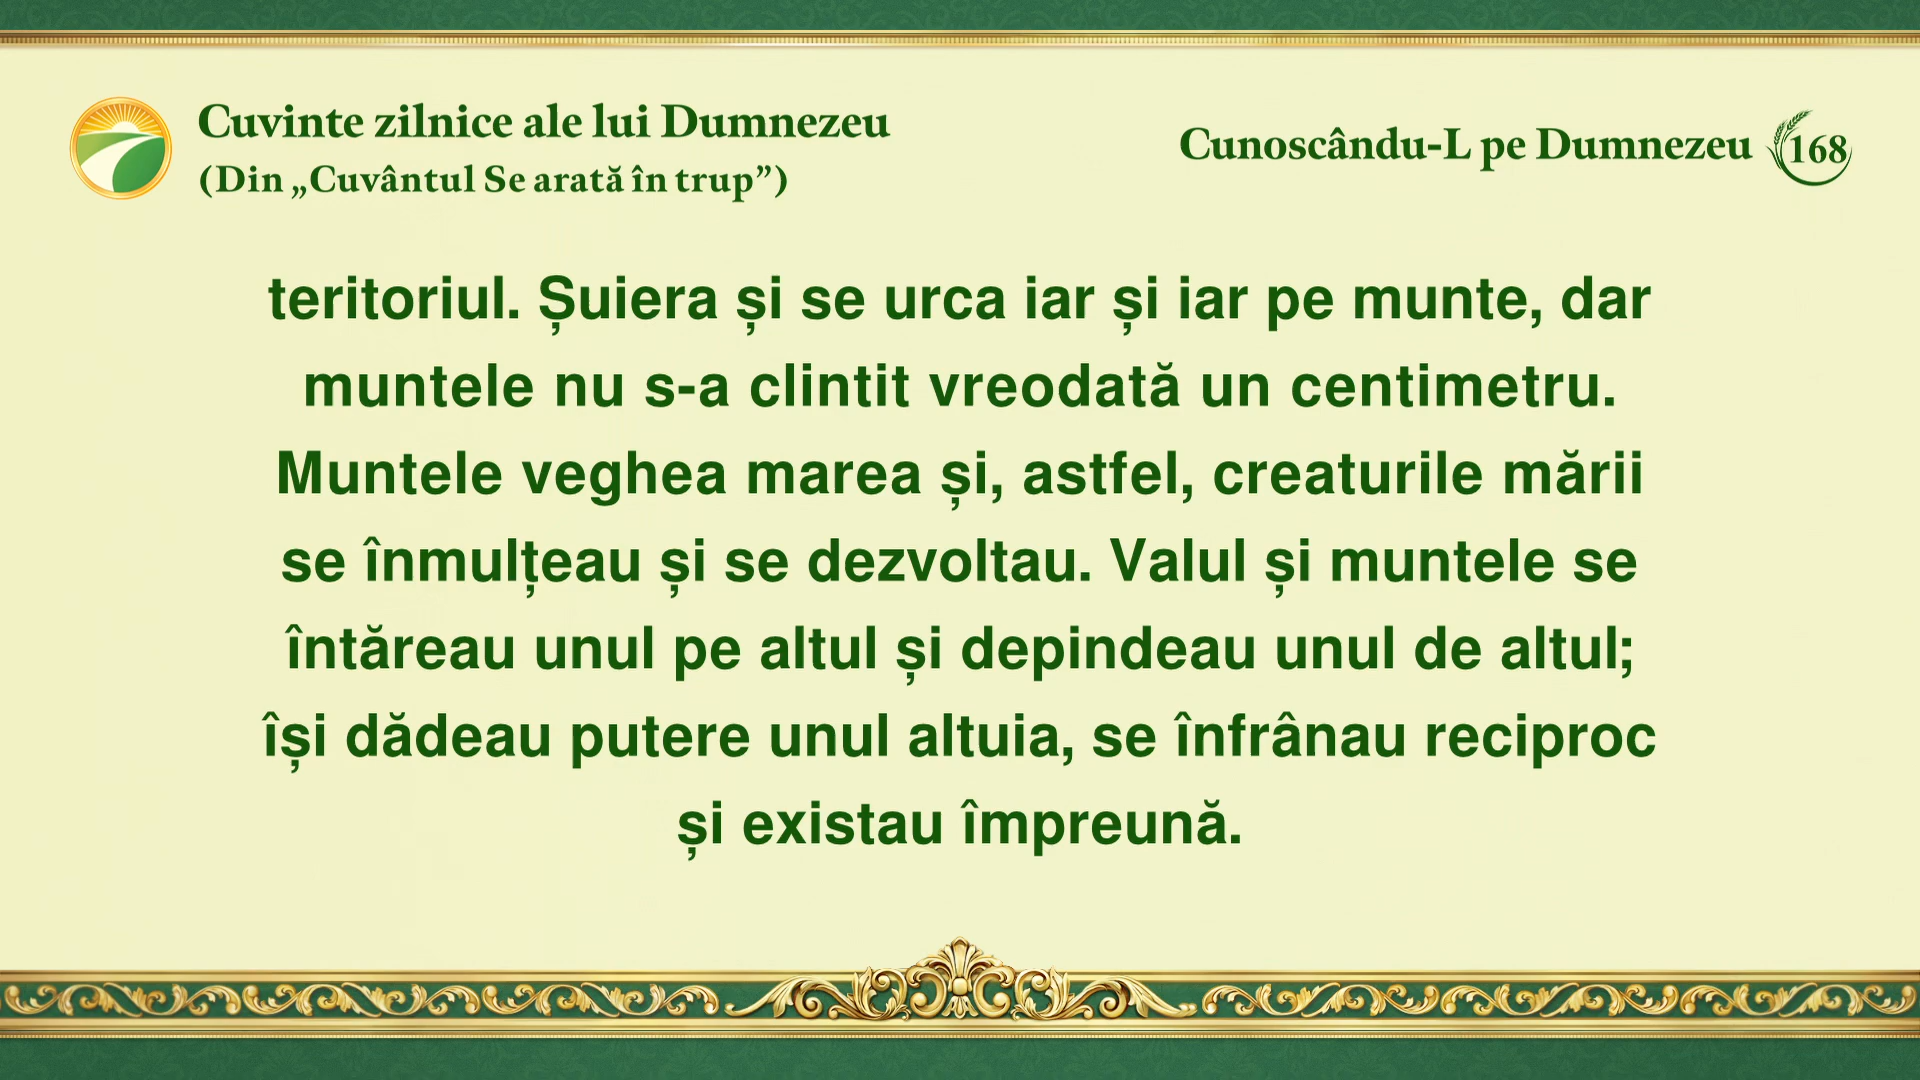 Cuvinte zilnice ale lui Dumnezeu
(Din „Cuvântul Se arată în trup”)
Cunoscându-L pe Dumnezeu 168
teritoriul. Șuiera și se urca iar și iar pe munte, dar
muntele nu s-a clintit vreodată un centimetru.
Muntele veghea marea și, astfel, creaturile mării
se înmulțeau și se dezvoltau. Valul și muntele se
întăreau unul pe altul și depindeau unul de altul;
își dădeau putere unul altuia, se înfrânau reciproc
și existau împreună.